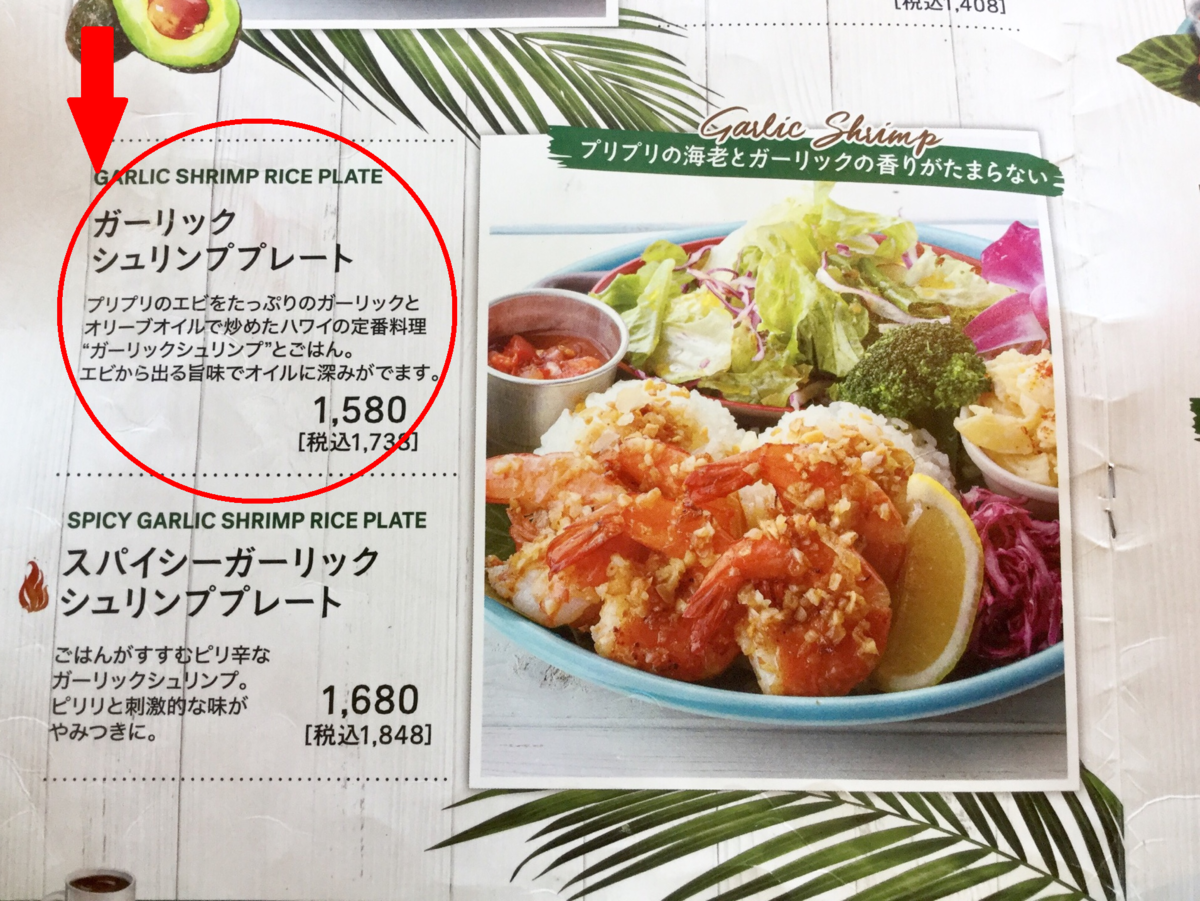 [税込1,408]
Garlic Shrimp
プリプリの海老とガーリックの香りがたまらない
GARLIC SHRIMP RICE PLATE
ガーリック
シュリンププレート
プリプリのエビをたっぷりのガーリックと
オリーブオイルで炒めたハワイの定番料理
“ガーリックシュリンプ”とごはん。
エビから出る旨味でオイルに深みがでます。
1,580
[税込1,738]
SPICY GARLIC SHRIMP RICE PLATE
スパイシーガーリック
シュリンププレート
ごはんがすすむピリ辛な
ガーリックシュリンプ。
ピリリと刺激的な味が
やみつきに。
1,680
[税込1,848]